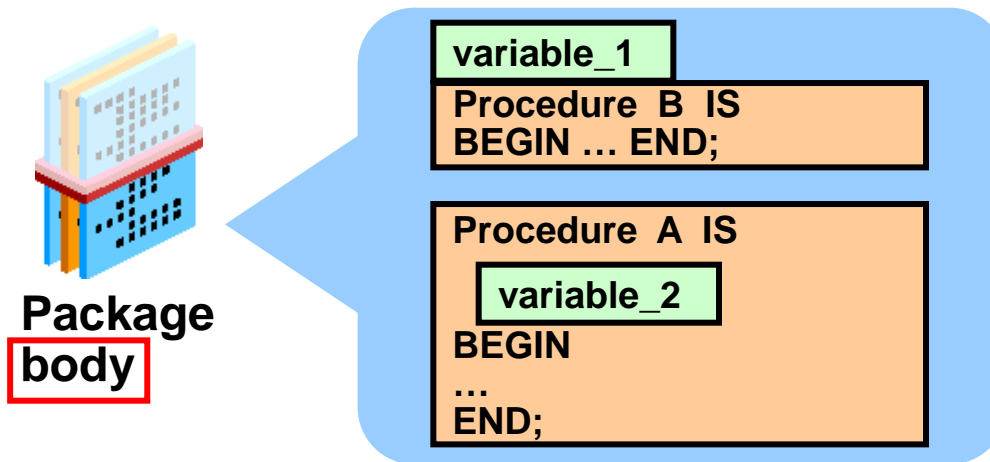 Package
body
variable_1
Procedure B IS
BEGIN … END;
Procedure A IS
variable_2
BEGIN
…
END;